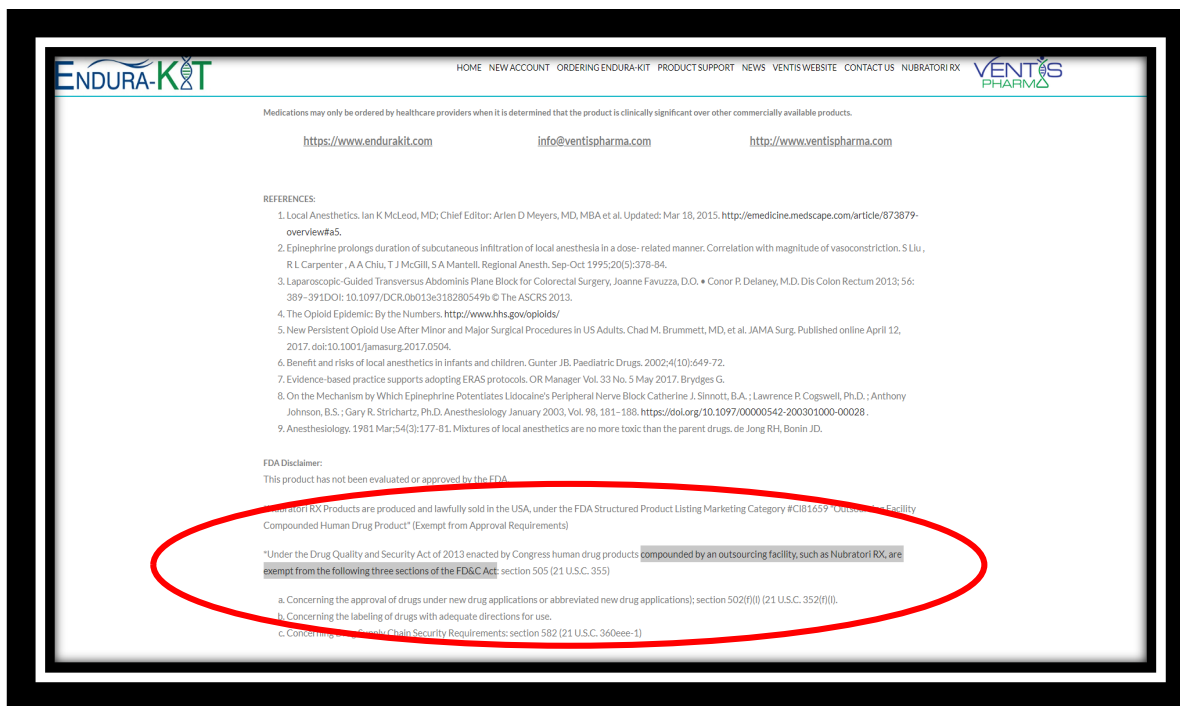 ENDURA-KIT
HOME NEW ACCOUNT ORDERING ENDURA-KIT PRODUCT SUPPORT NEWS VENTIS WEBSITE CONTACT US NUBRATORI RX
VENTIS
PHARMA
Medications may only be ordered by healthcare providers when it is determined that the product is clinically significant over other commercially available products.
https://www.endurakit.com info@ventispharma.com http://www.ventispharma.com
REFERENCES:
1. Local Anesthetics. Ian K McLeod, MD; Chief Editor: Arlen D Meyers, MD, MBA et al. Updated: Mar 18, 2015. http://emedicine.medscape.com/article/873879-
overview#a5.
2. Epinephrine prolongs duration of subcutaneous infiltration of local anesthesia in a dose- related manner. Correlation with magnitude of vasoconstriction. S Liu ,
R L Carpenter , A A Chiu, T J McGill, S A Mantell. Regional Anesth. Sep-Oct 1995;20(5):378-84.
3. Laparoscopic-Guided Transversus Abdominis Plane Block for Colorectal Surgery, Joanne Favuzza, D.O. • Conor P. Delaney, M.D. Dis Colon Rectum 2013; 56:
389–391DOI: 10.1097/DCR.0b013e318280549b © The ASCRS 2013.
4. The Opioid Epidemic: By the Numbers. http://www.hhs.gov/opioids/
5. New Persistent Opioid Use After Minor and Major Surgical Procedures in US Adults. Chad M. Brummett, MD, et al. JAMA Surg. Published online April 12,
2017. doi:10.1001/jamasurg.2017.0504.
6. Benefit and risks of local anesthetics in infants and children. Gunter JB. Paediatric Drugs. 2002;4(10):649-72.
7. Evidence-based practice supports adopting ERAS protocols. OR Manager Vol. 33 No. 5 May 2017. Brydges G.
8. On the Mechanism by Which Epinephrine Potentiates Lidocaine's Peripheral Nerve Block Catherine J. Sinnott, B.A. ; Lawrence P. Cogswell, Ph.D. ; Anthony
Johnson, B.S. ; Gary R. Strichartz, Ph.D. Anesthesiology January 2003, Vol. 98, 181–188. https://doi.org/10.1097/00000542-200301000-00028 .
9. Anesthesiology. 1981 Mar;54(3):177-81. Mixtures of local anesthetics are no more toxic than the parent drugs. de Jong RH, Bonin JD.
FDA Disclaimer:
This product has not been evaluated or approved by the FDA.
RX Products are produced and lawfully sold in the USA, under the FDA Structured Product Listing Marketing Category #CI81659 "Outsourcing Facility
Compounded Human Drug Product" (Exempt from Approval Requirements)
"Under the Drug Quality and Security Act of 2013 enacted by Congress human drug products compounded by an outsourcing facility, such as Nubratori RX, are
exempt from the following three sections of the FD&C Act: section 505 (21 U.S.C. 355)
a. Concerning the approval of drugs under new drug applications or abbreviated new drug applications); section 502(f)(l) (21 U.S.C. 352(f)(l).
b. Concerning the labeling of drugs with adequate directions for use.
c. Concerning Drug Supply Chain Security Requirements: section 582 (21 U.S.C. 360eee-1)